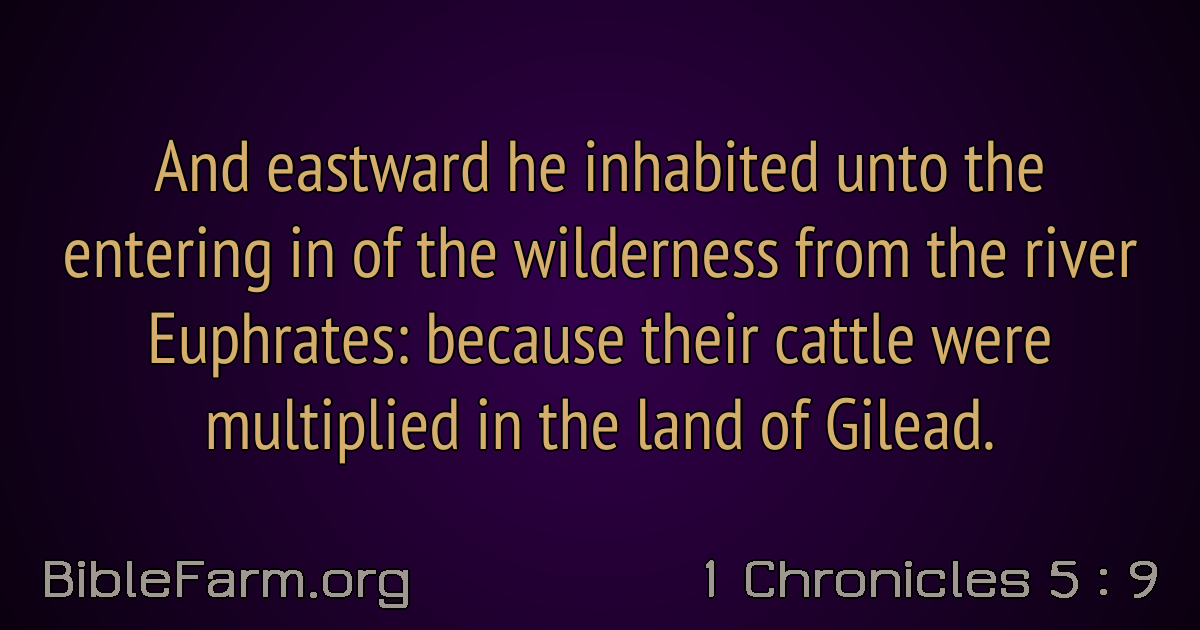 And eastward he inhabited unto the
entering in of the wilderness from the river
Euphrates: because their cattle were
multiplied in the land of Gilead.
BibleFarm.org
1 Chronicles 5 : 9